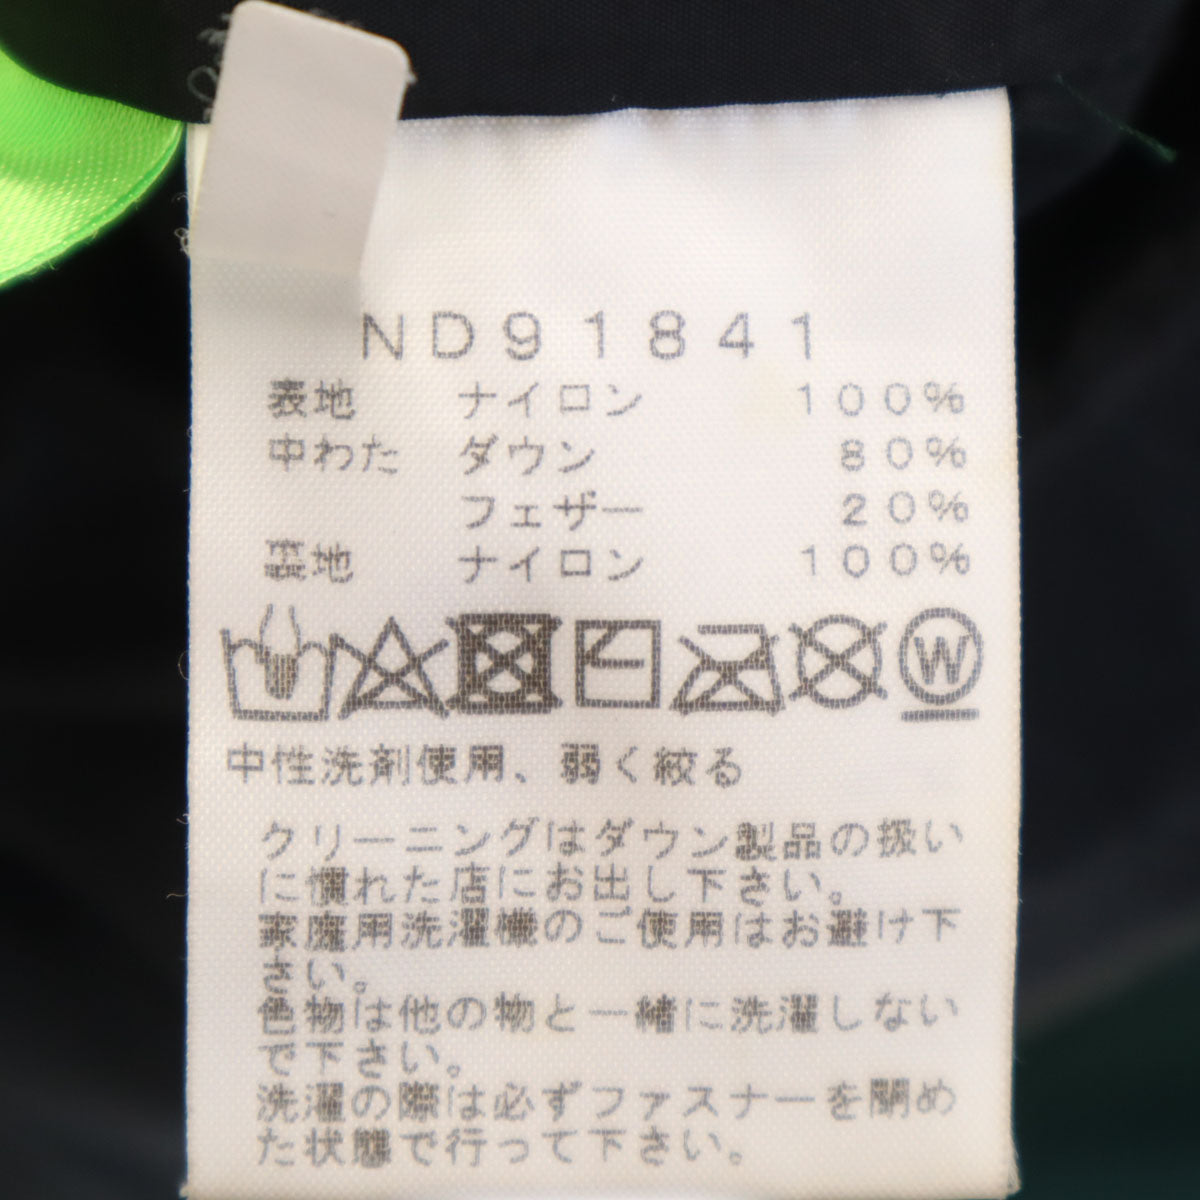 ND91841
表地 ナイロン 100%
中わた ダウン 80%
フェザー 20%
裏地 ナイロン 100%
W
中性洗剤使用、弱く絞る
クリーニングはダウン製品の扱い
に慣れた店にお出し下さい。
家庭用洗濯機のご使用はお避け下
さい。
色物は他の物と一緒に洗濯しない
で下さい。
洗濯の際は必ずファスナーを閉め
た状態で行って下さい。